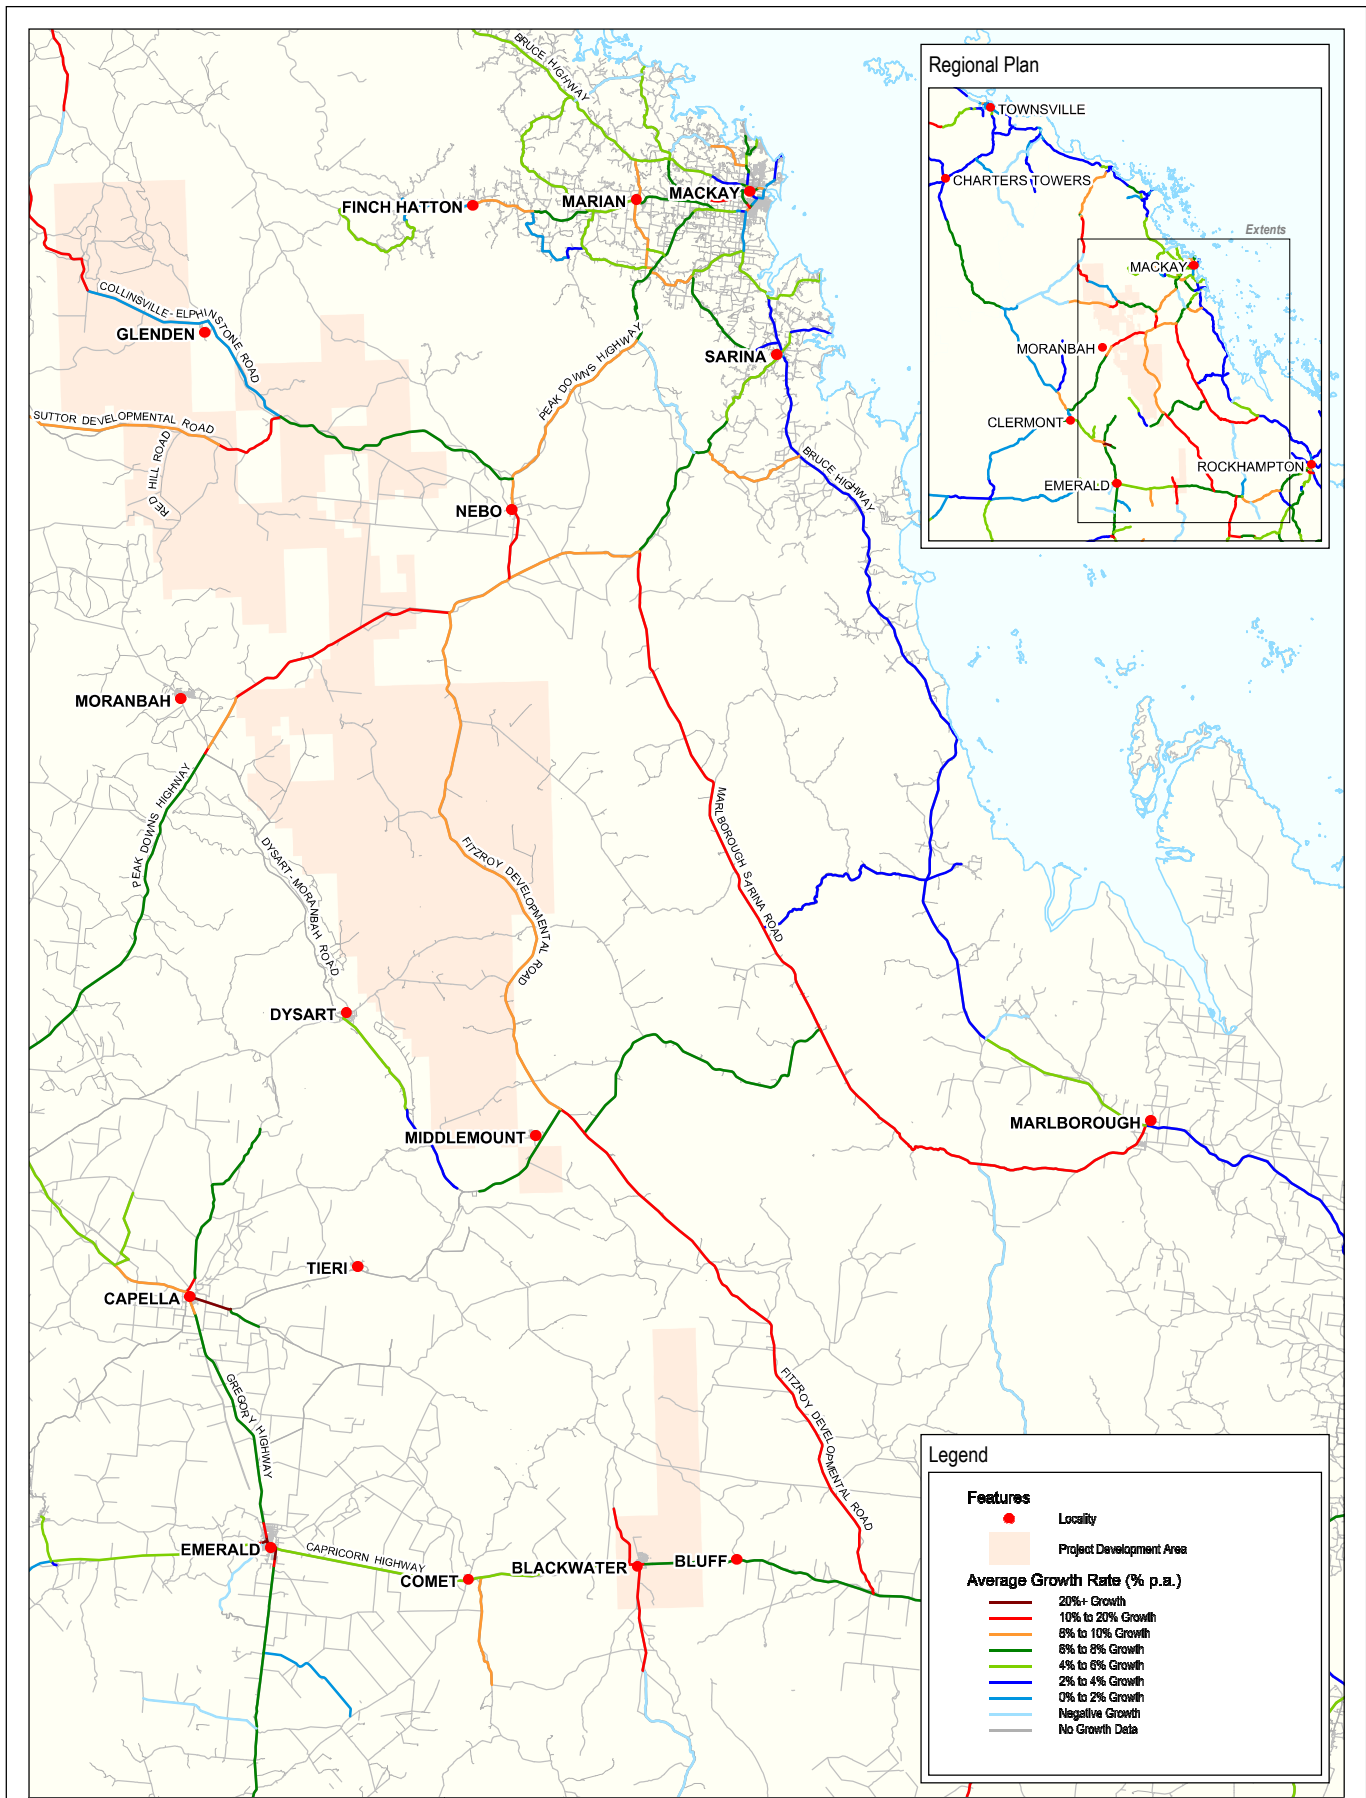 BRUCE HIGHWAY
Regional Plan
TOWNSVILLE
CHARTERS TOWERS
Extents
MACKAY
MORANBAH
CLERMONT
ROCKHAMPTON
EMERALD
FINCH HATTON
MARIAN
MACKAY
COLLINSVILLE-ELPHINSTONE ROAD
GLENDEN
PEAK DOWNS HIGHWAY
SARINA
SUTTOR DEVELOPMENTAL ROAD
RED HILL ROAD
BRUCE HIGHWAY
NEBO
MORANBAH
PEAK DOWNS HIGHWAY
MARLBOROUGH SARINA ROAD
DYSART-MORANBAH ROAD
FITZROY DEVELOPMENTAL ROAD
DYSART
MIDDLEMOUNT
MARLBOROUGH
TIERI
CAPELLA
GREGORY HIGHWAY
FITZROY DEVELOPMENTAL ROAD
EMERALD
CAPRICORN HIGHWAY
COMET
BLACKWATER
BLUFF
Legend
Features
Locality
Project Development Area
Average Growth Rate (% p.a.)
20%+ Growth
10% to 20% Growth
8% to 10% Growth
6% to 8% Growth
4% to 6% Growth
2% to 4% Growth
0% to 2% Growth
Negative Growth
No Growth Data